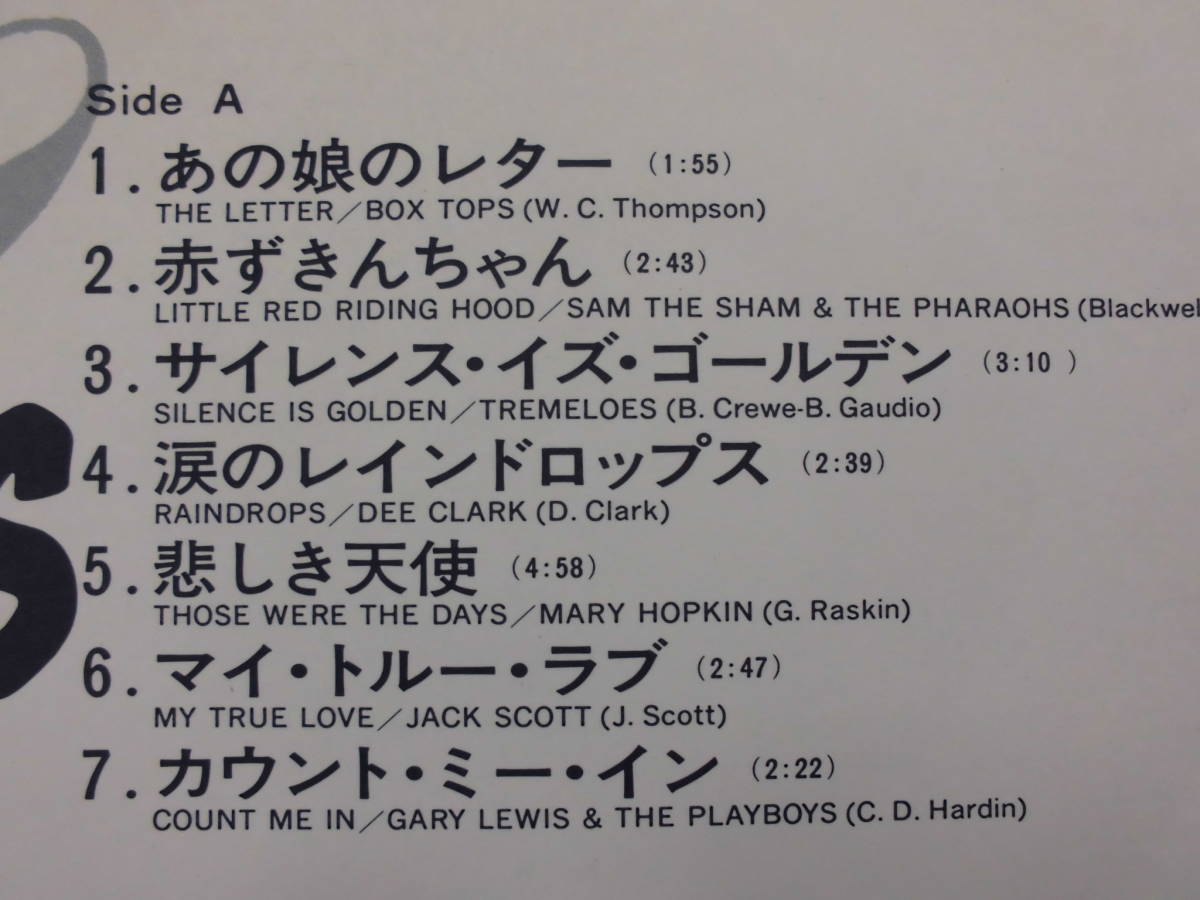 Side A
1. あの娘のレター (1:55)
THE LETTER/BOX TOPS (W. C. Thompson)
2. 赤ずきんちゃん (2:43)
LITTLE RED RIDING HOOD/SAM THE SHAM & THE PHARAOHS (Blackwel
3. サイレンス・イズ・ゴールデン (3:10 )
SILENCE IS GOLDEN/TREMELOES (B. Crewe-B. Gaudio)
4. 涙のレインドロップス (2:39)
RAINDROPS/DEE CLARK (D. Clark)
5. 悲しき天使 (4:58)
THOSE WERE THE DAYS/MARY HOPKIN (G. Raskin)
6. マイ・トルー・ラブ (2:47)
MY TRUE LOVE/JACK SCOTT (J. Scott)
7. カウント・ミー・イン (2:22)
COUNT ME IN/GARY LEWIS & THE PLAYBOYS (C. D. Hardin)